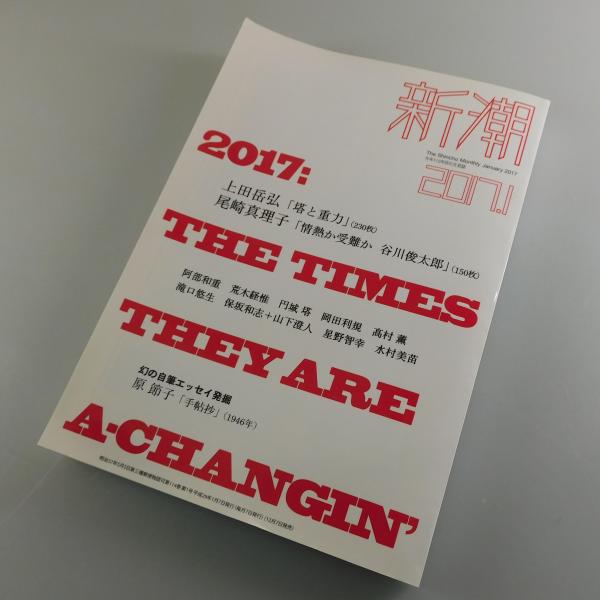 新潮
The Shincho Monthly January 2017
2017.1
2017:
上田岳弘「塔と重力」(230枚)
尾崎真理子「情熱か受難か 谷川俊太郎」(150枚)
THE TIMES
阿部和重 荒木経惟 円城 塔 岡田利規 髙村 薫
滝口悠生 保坂和志+山下澄人 星野智幸 水村美苗
THEY ARE
幻の自筆エッセイ発掘
原 節子「手帖抄」(1946年)
A-CHANGIN'